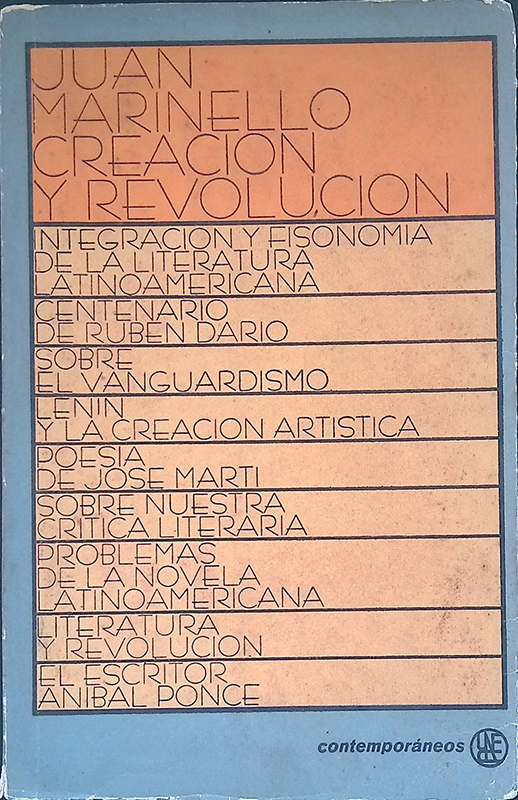 JUAN
MARINELLO
CREACION
Y REVOLUCION
INTEGRACION Y FISONOMIA
DE LA LITERATURA
LATINOAMERICANA
CENTENARIO
DE RUBEN DARIO
SOBRE
EL VANGUARDISMO
LENIN
Y LA CREACION ARTISTICA
POESIA
DE JOSE MARTI
SOBRE NUESTRA
CRITICA LITERARIA
PROBLEMAS
DE LA NOVELA
LATINOAMERICANA
LITERATURA
Y REVOLUCION
EL ESCRITOR
ANIBAL PONCE
contemporáneos